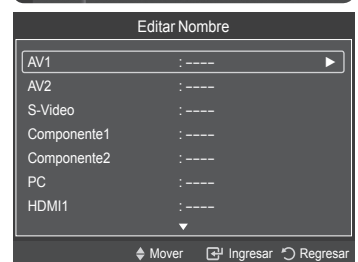 Editar Nombre
AV1 : ---- ►
AV2 : ----
S-Video : ----
Componente1 : ----
Componente2 : ----
PC : ----
HDMI1 : ----
▼
Mover Ingresar Regresar